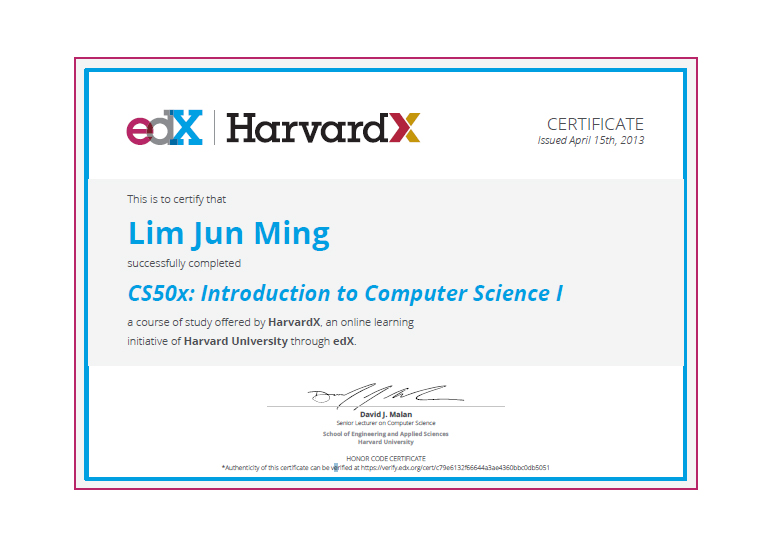 edX | HarvardX
CERTIFICATE
Issued April 15th, 2013
This is to certify that
Lim Jun Ming
successfully completed
CS50x: Introduction to Computer Science I
a course of study offered by HarvardX, an online learning
initiative of Harvard University through edX.
David J. Malan
Senior Lecturer on Computer Science
School of Engineering and Applied Sciences
Harvard University
HONOR CODE CERTIFICATE
*Authenticity of this certificate can be verified at https://verify.edx.org/cert/c79e6132f66644a3ae4360bbc0db5051